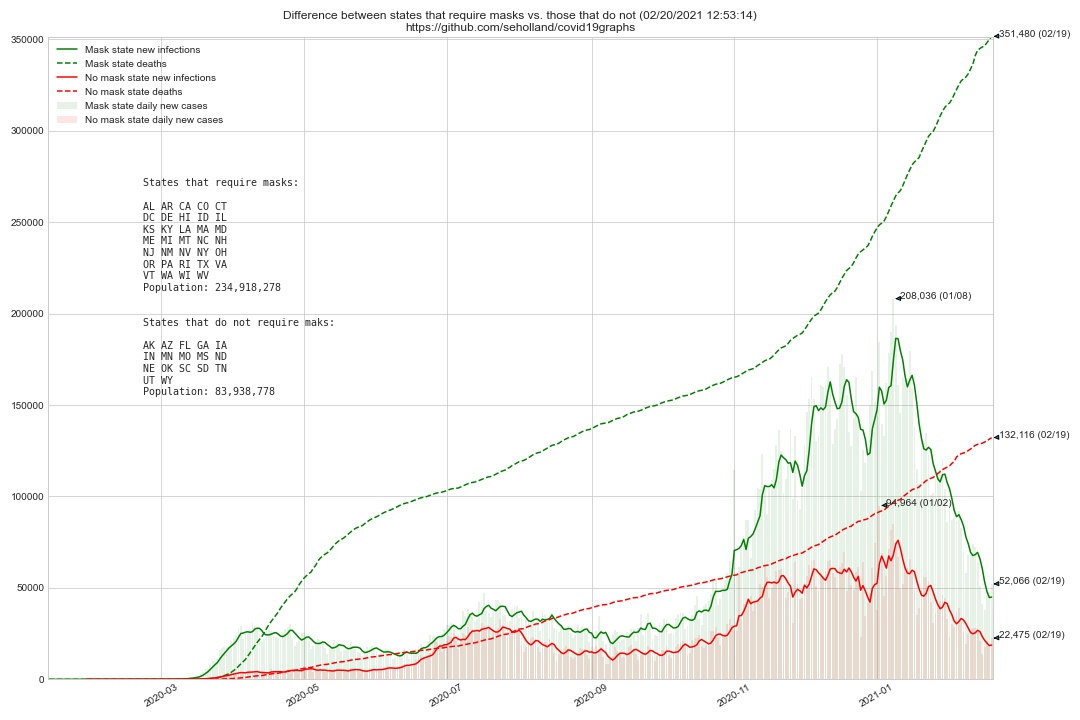 Difference between states that require masks vs. those that do not (02/20/2021 12:53:14)
https://github.com/seholland/covid19graphs
Mask state new infections
Mask state deaths
No mask state new infections
No mask state deaths
Mask state daily new cases
No mask state daily new cases
States that require masks:
AL AR CA CO CT
DC DE HI ID IL
KS KY LA MA MD
ME MI MT NC NH
NJ NM NV NY OH
OR PA RI TX VA
VT WA WI WV
Population: 234,918,278
States that do not require maks:
AK AZ FL GA IA
IN MN MO MS ND
NE OK SC SD TN
UT WY
Population: 83,938,778
350000
300000
250000
200000
150000
100000
50000
0
351,480 (02/19)
208,036 (01/08)
132,116 (02/19)
94,964 (01/02)
52,066 (02/19)
22,475 (02/19)
2020-03
2020-05
2020-07
2020-09
2020-11
2021-01